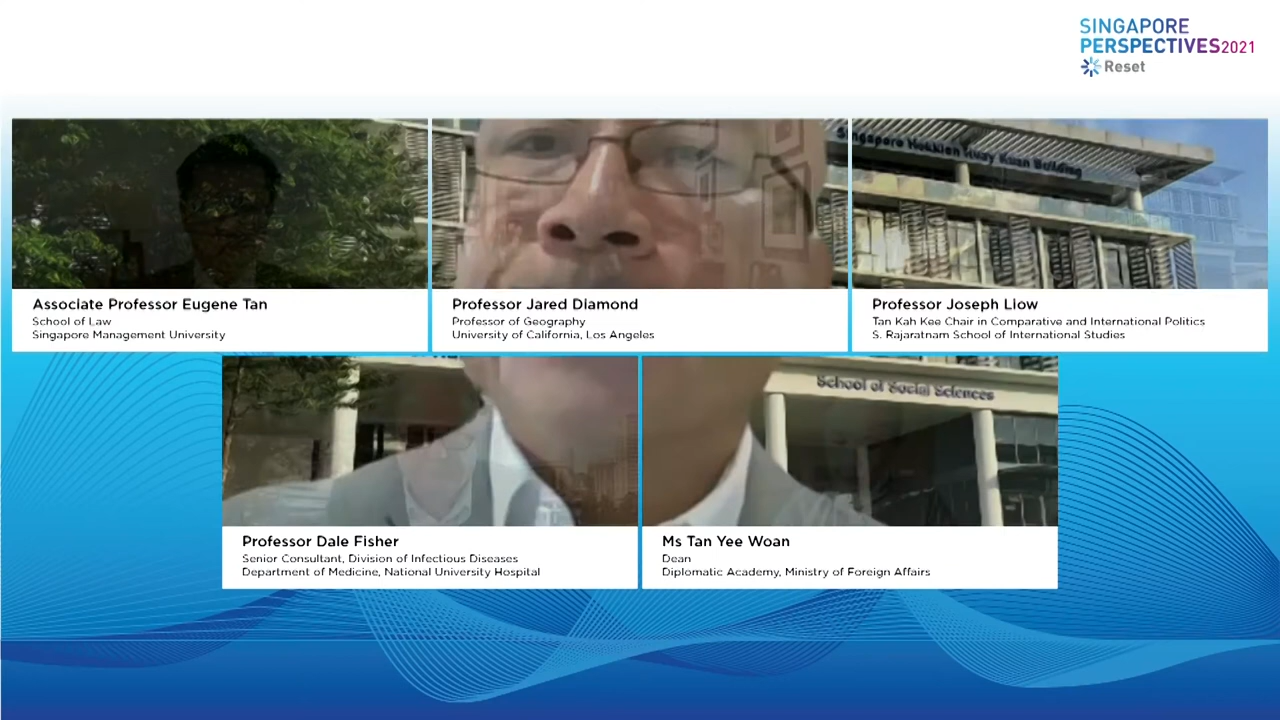 SINGAPORE
PERSPECTIVES2021
Reset
Singapore Hokkien Huay Kuan Building
Associate Professor Eugene Tan
School of Law
Singapore Management University
Professor Jared Diamond
Professor of Geography
University of California, Los Angeles
Professor Joseph Liow
Tan Kah Kee Chair in Comparative and International Politics
S. Rajaratnam School of International Studies
School of Social Sciences
Professor Dale Fisher
Senior Consultant, Division of Infectious Diseases
Department of Medicine, National University Hospital
Ms Tan Yee Woan
Dean
Diplomatic Academy, Ministry of Foreign Affairs